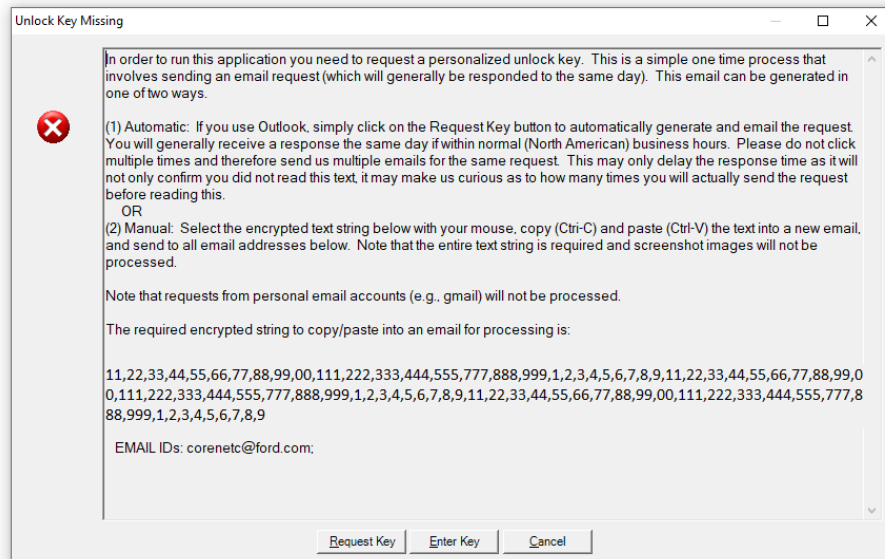 Unlock Key Missing
In order to run this application you need to request a personalized unlock key.  This is a simple one time process that
involves sending an email request (which will generally be responded to the same day).  This email can be generated in
one of two ways.
(1) Automatic:  If you use Outlook, simply click on the Request Key button to automatically generate and email the request.
You will generally receive a response the same day if within normal (North American) business hours.  Please do not click
multiple times and therefore send us multiple emails for the same request.  This may only delay the response time as it will
not only confirm you did not read this text, it may make us curious as to how many times you will actually send the request
before reading this.
OR
(2) Manual:  Select the encrypted text string below with your mouse, copy (Ctrl-C) and paste (Ctrl-V) the text into a new email,
and send to all email addresses below.  Note that the entire text string is required and screenshot images will not be
processed.
Note that requests from personal email accounts (e.g., gmail) will not be processed.
The required encrypted string to copy/paste into an email for processing is:
11,22,33,44,55,66,77,88,99,00,111,222,333,444,555,777,888,999,1,2,3,4,5,6,7,8,9,11,22,33,44,55,66,77,88,99,0
0,111,222,333,444,555,777,888,999,1,2,3,4,5,6,7,8,9,11,22,33,44,55,66,77,88,99,00,111,222,333,444,555,777,8
88,999,1,2,3,4,5,6,7,8,9
EMAIL IDs: corenetc@ford.com;
Request Key Enter Key Cancel